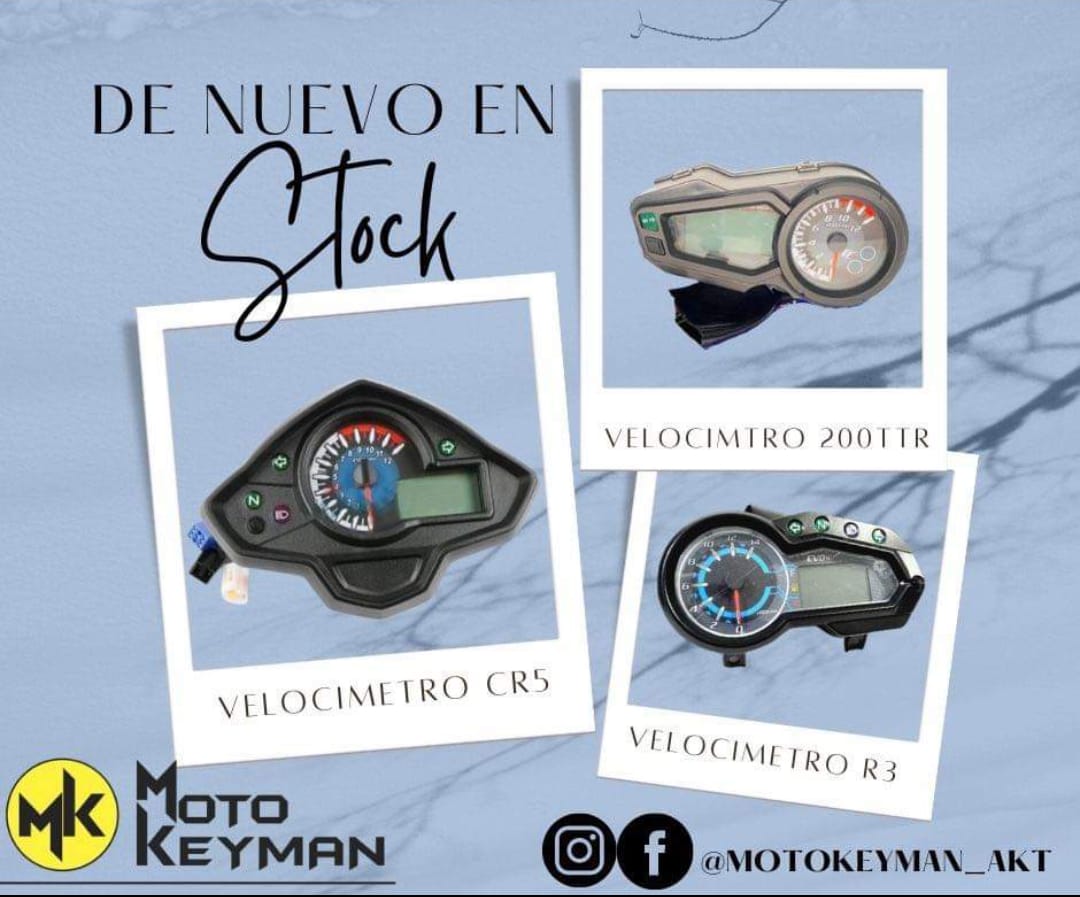 DE NUEVO EN
Stock
VELOCIMTRO 200TTR
VELOCIMETRO CR5
VELOCIMETRO R3
MK
MOTO
KEYMAN
@MOTOKEYMAN_AKT